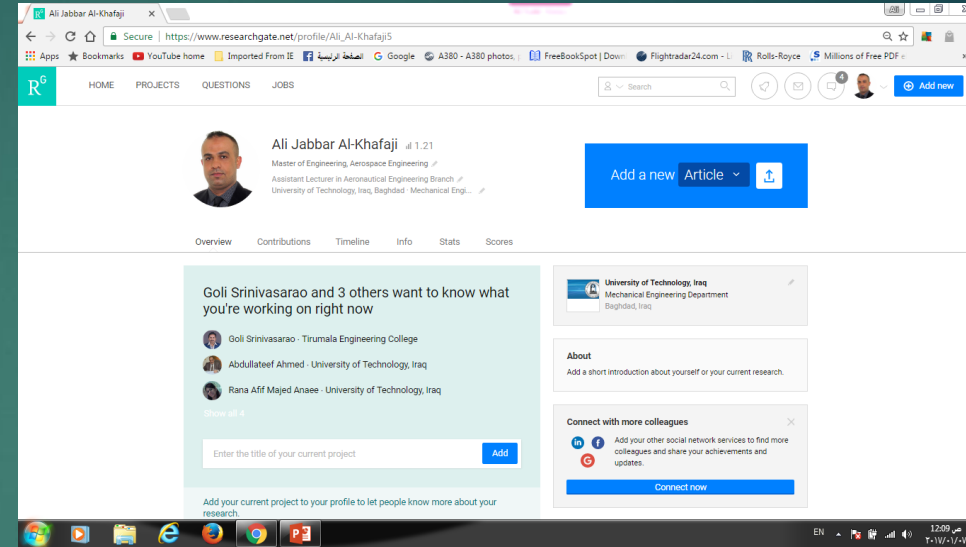 Ali Jabbar Al-Khafaji
Ali
Secure | https://www.researchgate.net/profile/Ali_Al-Khafaji5
Apps Bookmarks YouTube home Imported From IE الصفحة الرئيسية Google A380 - A380 photos, FreeBookSpot | Down Flightradar24.com - Li Rolls-Royce Millions of Free PDF e
RG
HOME PROJECTS QUESTIONS JOBS Search 4 Add new
Ali Jabbar Al-Khafaji 1.21
Master of Engineering, Aerospace Engineering
Assistant Lecturer in Aeronautical Engineering Branch
University of Technology, Iraq, Baghdad · Mechanical Engi...
Add a new Article
Overview Contributions Timeline Info Stats Scores
Goli Srinivasarao and 3 others want to know what
you're working on right now
Goli Srinivasarao · Tirumala Engineering College
Abdullateef Ahmed · University of Technology, Iraq
Rana Afif Majed Anaee · University of Technology, Iraq
Show all 4
Enter the title of your current project Add
Add your current project to your profile to let people know more about your
research.
University of Technology, Iraq
Mechanical Engineering Department
Baghdad, Iraq
About
Add a short introduction about yourself or your current research.
Connect with more colleagues
Add your other social network services to find more
colleagues and share your achievements and
updates.
Connect now
EN 12:09 ص